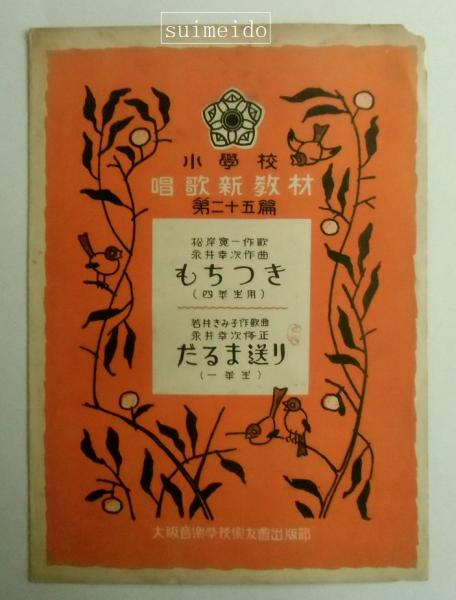 suimeido
小學校
唱歌新教材
第二十五篇
松岸寛一作歌
永井幸次作曲
もちつき
(四年生用)
若井きみ子作歌曲
永井幸次修正
だるま送り
(一年生)
大阪音樂學校樂友會出版部